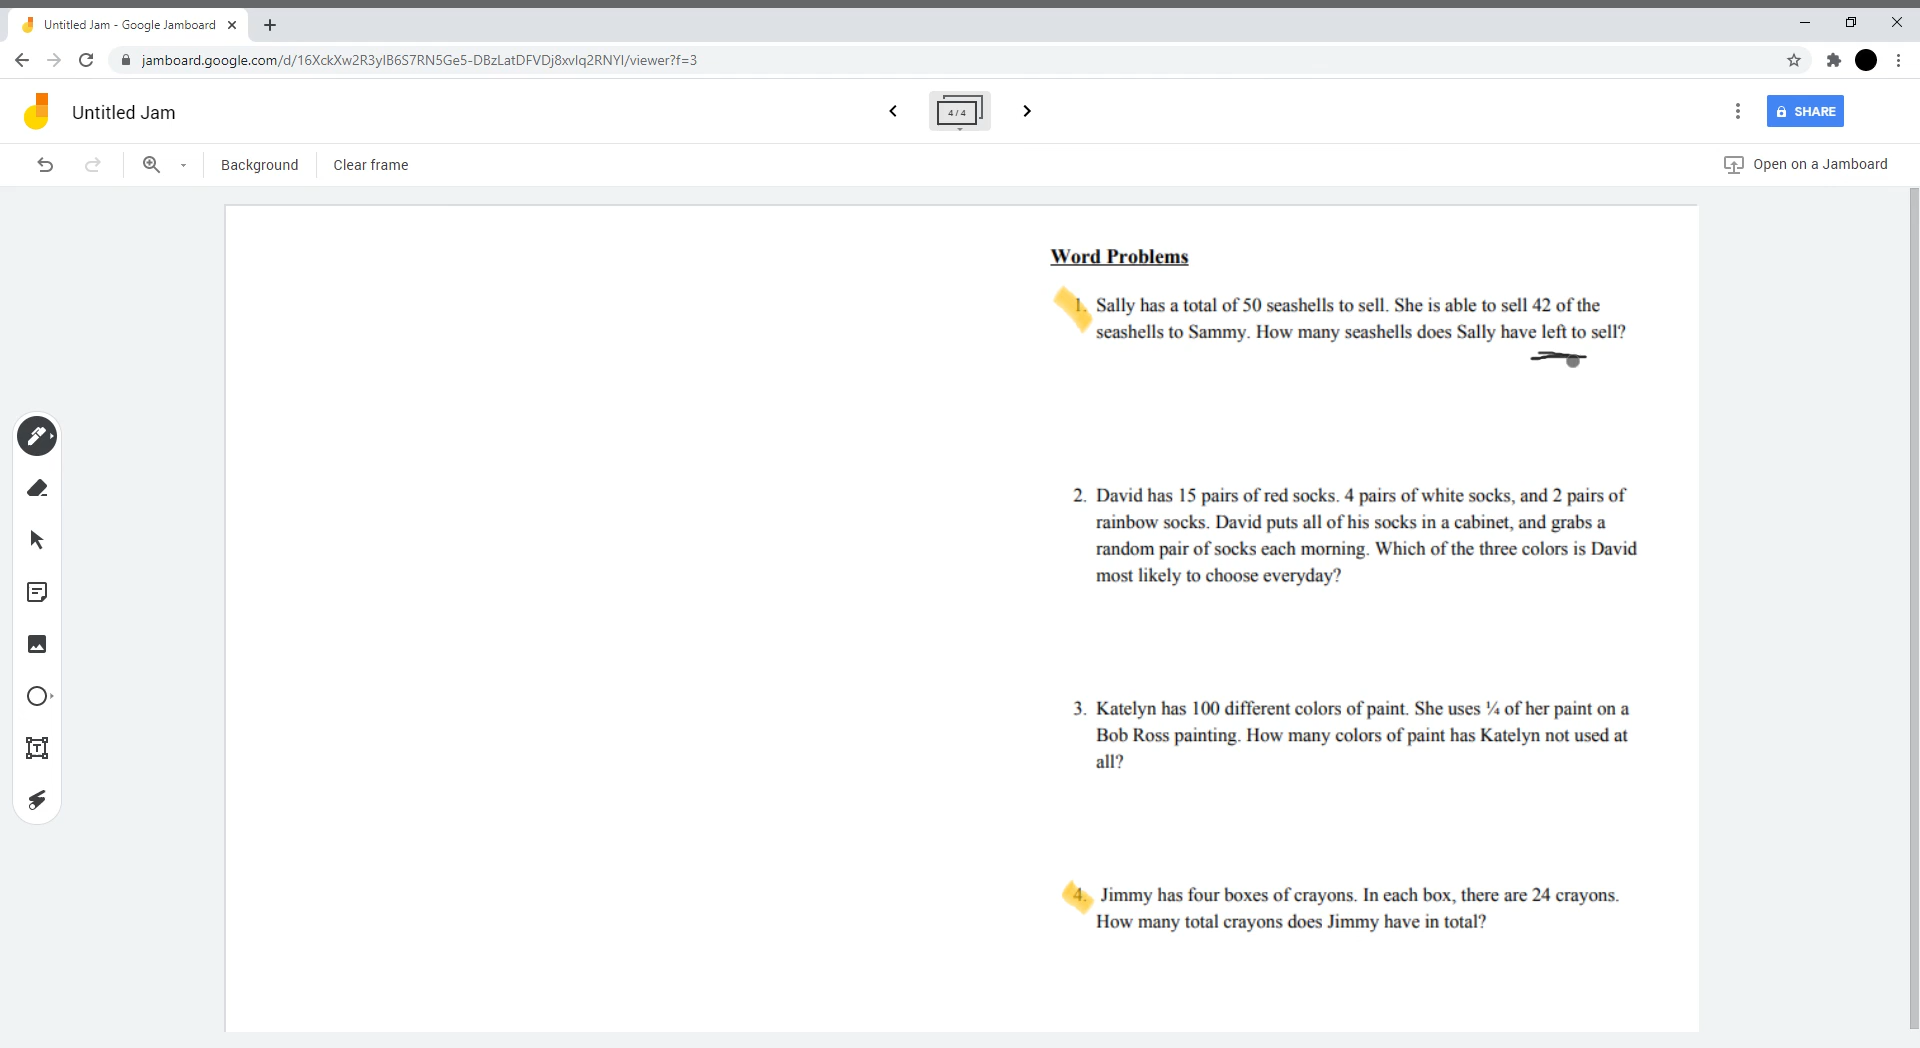 Untitled Jam - Google Jamboard
jamboard.google.com/d/16XckXw2R3yIB6S7RN5Ge5-DBzLatDFVDj8xvlq2RNYI/viewer?f=3
Untitled Jam
4 / 4
SHARE
Background
Clear frame
Open on a Jamboard
Word Problems
1. Sally has a total of 50 seashells to sell. She is able to sell 42 of the
seashells to Sammy. How many seashells does Sally have left to sell?
2. David has 15 pairs of red socks. 4 pairs of white socks, and 2 pairs of
rainbow socks. David puts all of his socks in a cabinet, and grabs a
random pair of socks each morning. Which of the three colors is David
most likely to choose everyday?
3. Katelyn has 100 different colors of paint. She uses ¼ of her paint on a
Bob Ross painting. How many colors of paint has Katelyn not used at
all?
4. Jimmy has four boxes of crayons. In each box, there are 24 crayons.
How many total crayons does Jimmy have in total?